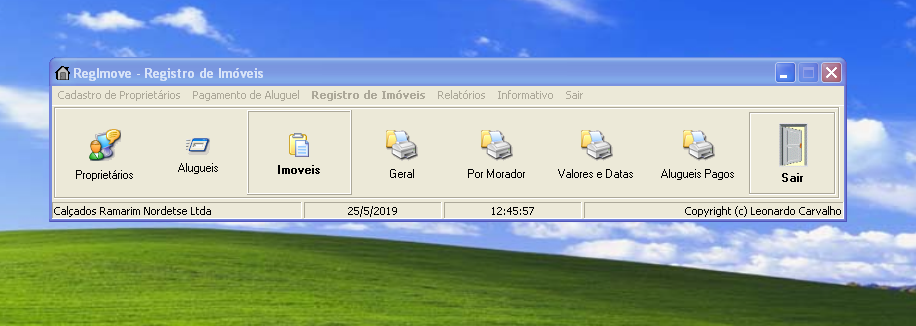 RegImove - Registro de Imóveis
Cadastro de Proprietários Pagamento de Aluguel Registro de Imóveis Relatórios Informativo Sair
Proprietários Alugueis Imoveis Geral Por Morador Valores e Datas Alugueis Pagos Sair
Calçados Ramarim Nordetse Ltda 25/5/2019 12:45:57 Copyright (c) Leonardo Carvalho